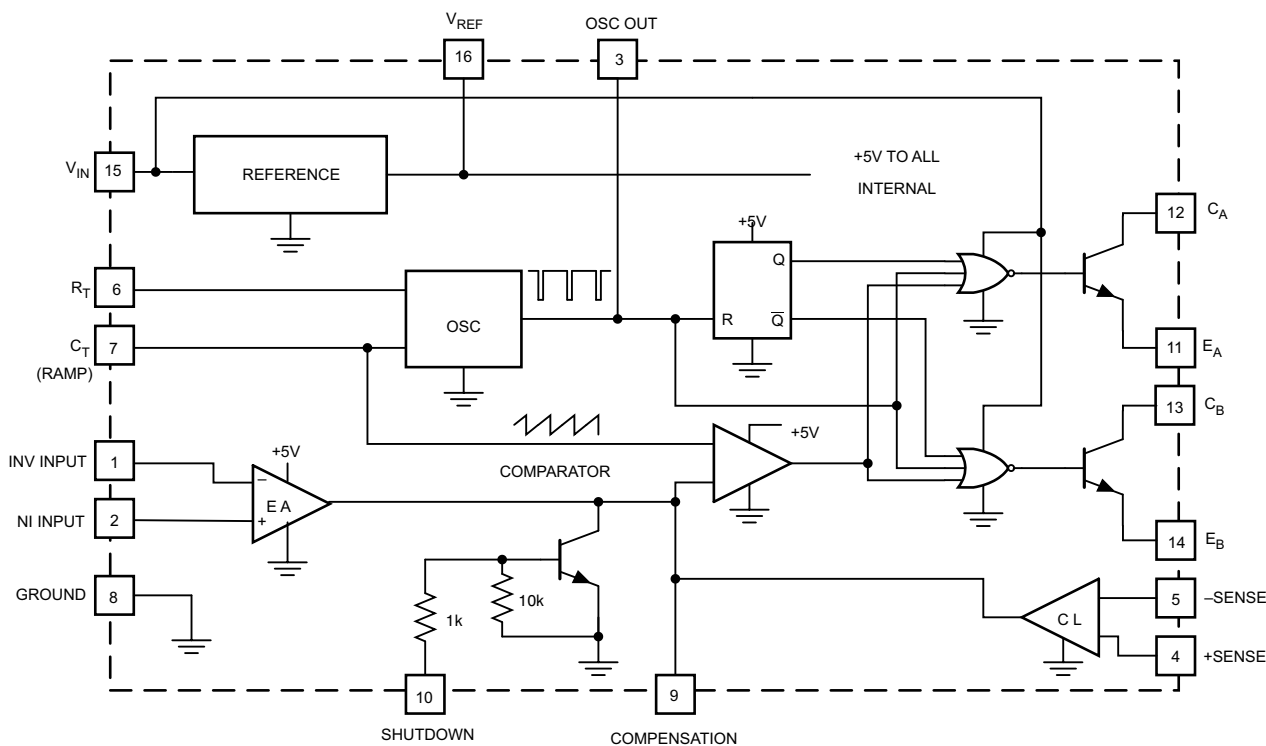 VREF
OSC OUT
16
3
VIN
15
REFERENCE
+5V TO ALL
INTERNAL
12
CA
+5V
RT
6
Q
OSC
R
Q̅
CT
7
(RAMP)
11
EA
13
CB
+5V
INV INPUT
1
+5V
COMPARATOR
–
E A
+
NI INPUT
2
14
EB
GROUND
8
1k
10k
C L
5
–SENSE
4
+SENSE
10
9
SHUTDOWN
COMPENSATION